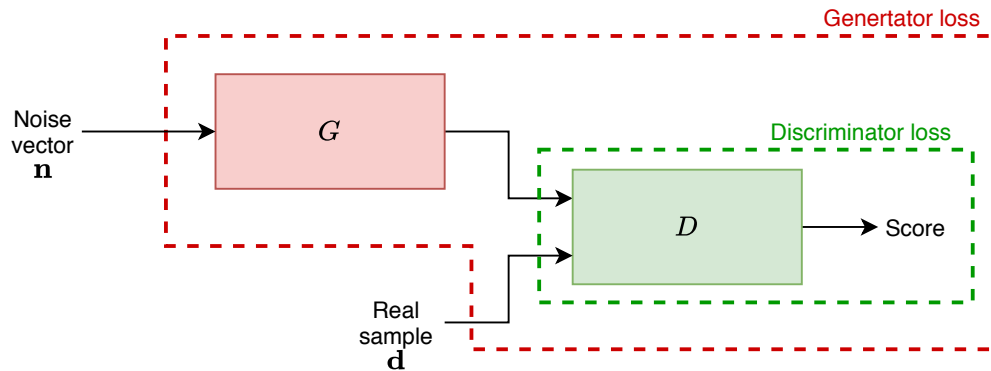 Genertator loss
Noise
vector
n
G
Discriminator loss
D
Score
Real
sample
d